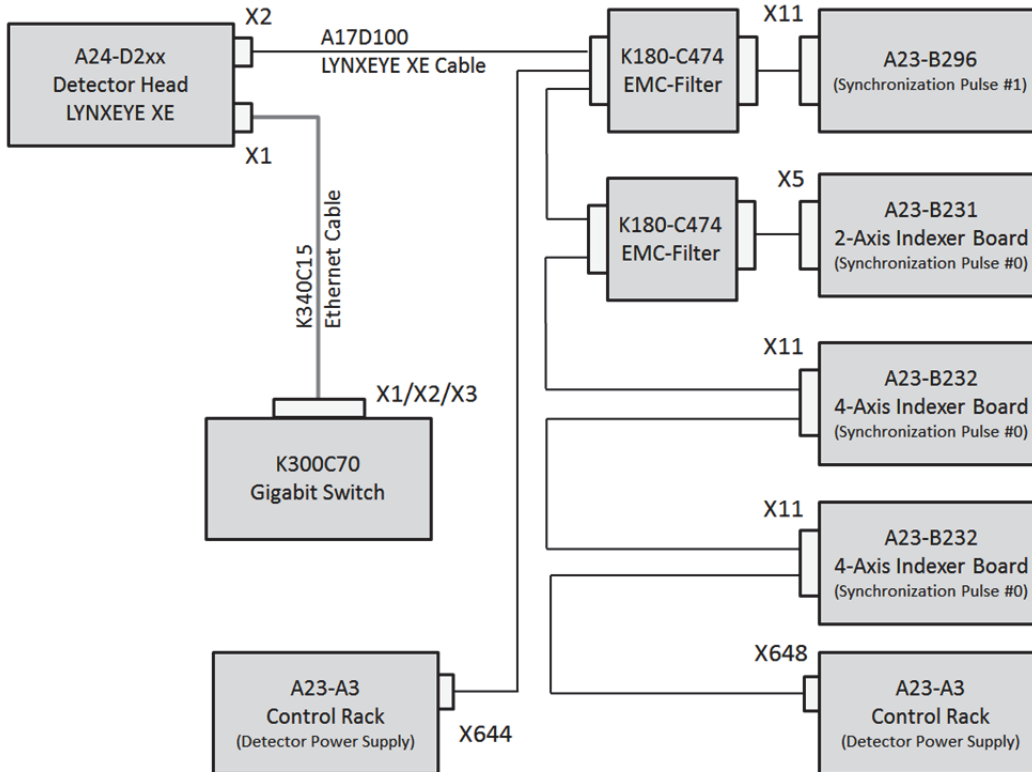 X2
A24-D2xx
Detector Head
LYNXEYE XE
X1
A17D100
LYNXEYE XE Cable
K180-C474
EMC-Filter
X11
A23-B296
(Synchronization Pulse #1)
K340C15
Ethernet Cable
K180-C474
EMC-Filter
X5
A23-B231
2-Axis Indexer Board
(Synchronization Pulse #0)
X1/X2/X3
K300C70
Gigabit Switch
X11
A23-B232
4-Axis Indexer Board
(Synchronization Pulse #0)
X11
A23-B232
4-Axis Indexer Board
(Synchronization Pulse #0)
A23-A3
Control Rack
(Detector Power Supply)
X644
X648
A23-A3
Control Rack
(Detector Power Supply)